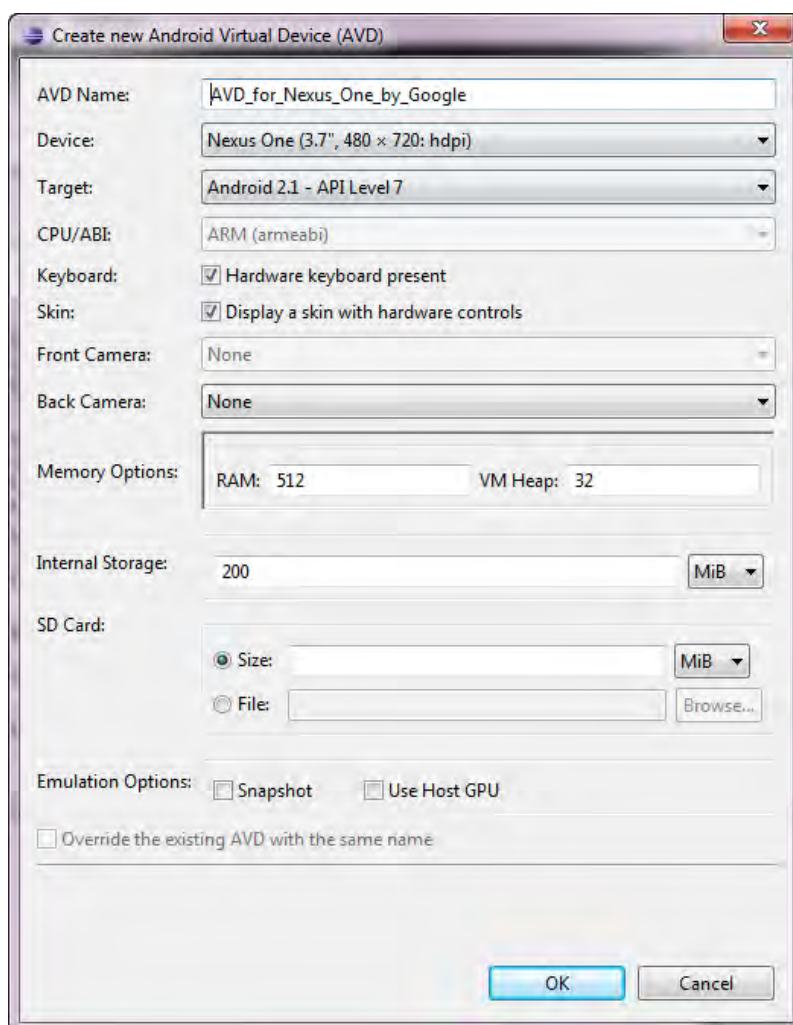 Create new Android Virtual Device (AVD)
AVD Name: AVD_for_Nexus_One_by_Google
Device: Nexus One (3.7", 480 × 720: hdpi)
Target: Android 2.1 - API Level 7
CPU/ABI: ARM (armeabi)
Keyboard: Hardware keyboard present
Skin: Display a skin with hardware controls
Front Camera: None
Back Camera: None
Memory Options: RAM: 512 VM Heap: 32
Internal Storage: 200 MiB
SD Card:
Size: MiB
File: Browse...
Emulation Options: Snapshot Use Host GPU
Override the existing AVD with the same name
OK Cancel